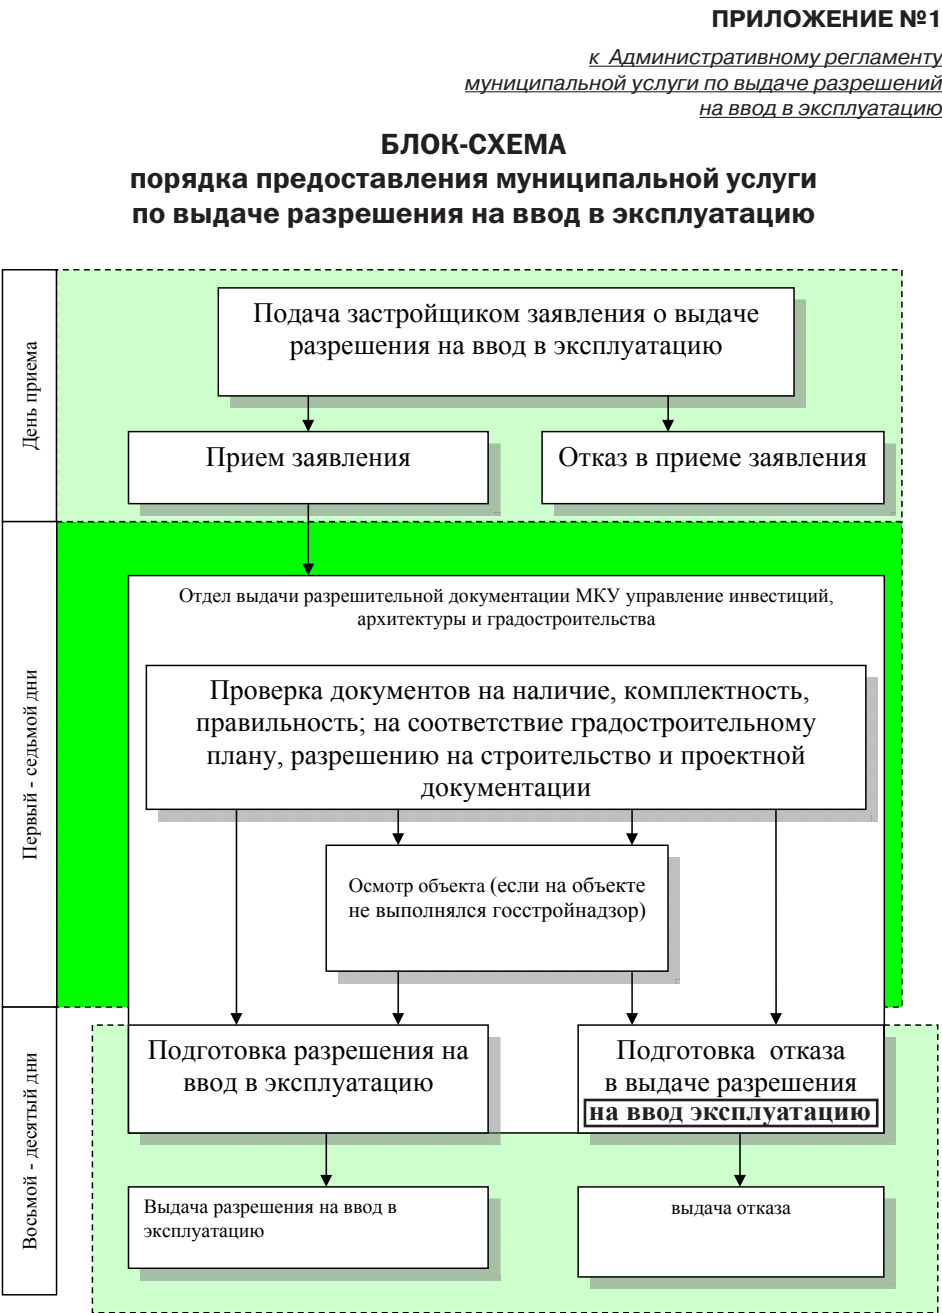 ПРИЛОЖЕНИЕ №1
к Административному регламенту
муниципальной услуги по выдаче разрешений
на ввод в эксплуатацию
БЛОК-СХЕМА
порядка предоставления муниципальной услуги
по выдаче разрешения на ввод в эксплуатацию
День приема
Подача застройщиком заявления о выдаче
разрешения на ввод в эксплуатацию
Прием заявления
Отказ в приеме заявления
Первый - седьмой дни
Отдел выдачи разрешительной документации МКУ управление инвестиций,
архитектуры и градостроительства
Проверка документов на наличие, комплектность,
правильность; на соответствие градостроительному
плану, разрешению на строительство и проектной
документации
Осмотр объекта (если на объекте
не выполнялся госстройнадзор)
Восьмой - десятый дни
Подготовка разрешения на
ввод в эксплуатацию
Подготовка отказа
в выдаче разрешения
на ввод эксплуатацию
Выдача разрешения на ввод в
эксплуатацию
выдача отказа